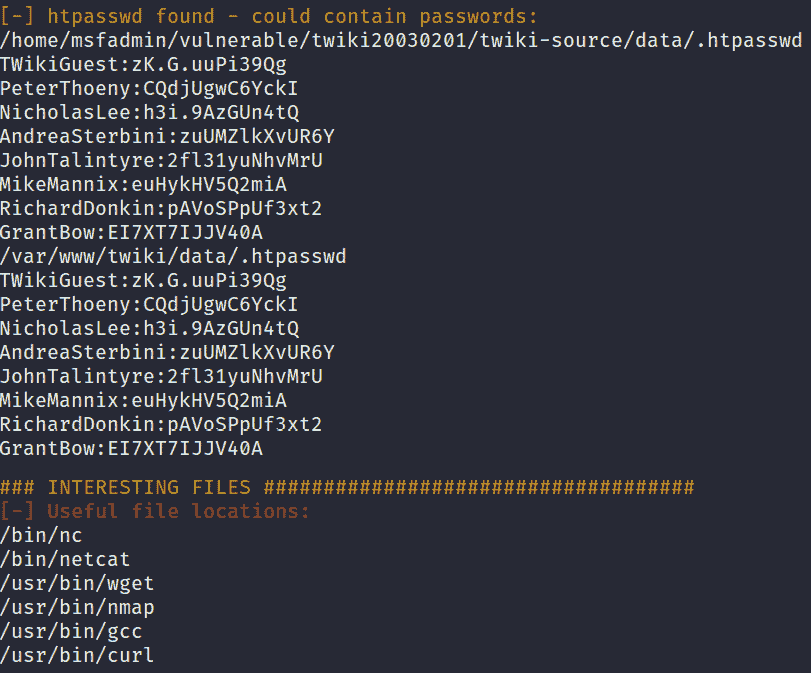 [-] htpasswd found - could contain passwords:
/home/msfadmin/vulnerable/twiki20030201/twiki-source/data/.htpasswd
TWikiGuest:zK.G.uuPi39Qg
PeterThoeny:CQdjUgwC6YckI
NicholasLee:h3i.9AzGUn4tQ
AndreaSterbini:zuUMZlkXvUR6Y
JohnTalintyre:2fl31yuNhvMrU
MikeMannix:euHykHV5Q2miA
RichardDonkin:pAVoSPpUf3xt2
GrantBow:EI7XT7IJJV40A
/var/www/twiki/data/.htpasswd
TWikiGuest:zK.G.uuPi39Qg
PeterThoeny:CQdjUgwC6YckI
NicholasLee:h3i.9AzGUn4tQ
AndreaSterbini:zuUMZlkXvUR6Y
JohnTalintyre:2fl31yuNhvMrU
MikeMannix:euHykHV5Q2miA
RichardDonkin:pAVoSPpUf3xt2
GrantBow:EI7XT7IJJV40A
### INTERESTING FILES ####################################
[-] Useful file locations:
/bin/nc
/bin/netcat
/usr/bin/wget
/usr/bin/nmap
/usr/bin/gcc
/usr/bin/curl